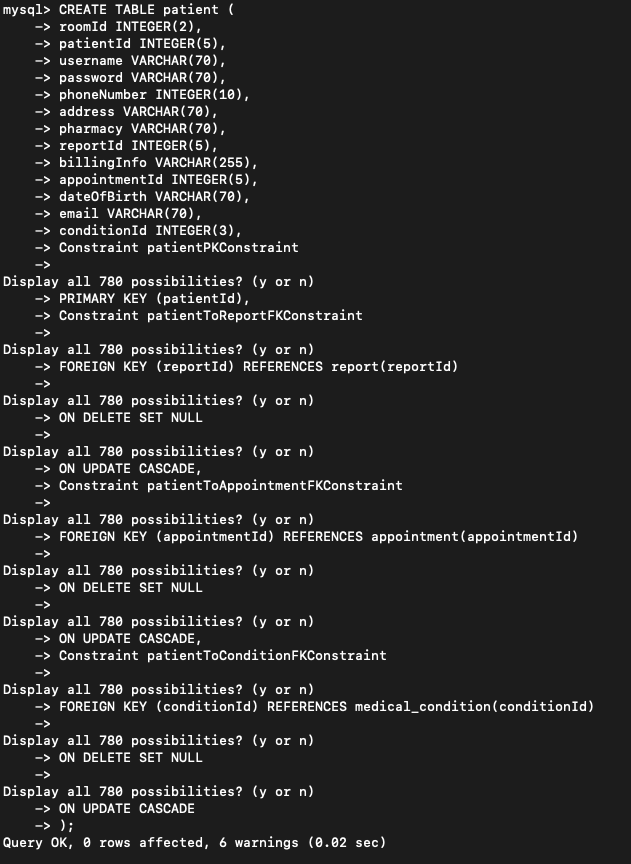 mysql> CREATE TABLE patient (
    -> roomId INTEGER(2),
    -> patientId INTEGER(5),
    -> username VARCHAR(70),
    -> password VARCHAR(70),
    -> phoneNumber INTEGER(10),
    -> address VARCHAR(70),
    -> pharmacy VARCHAR(70),
    -> reportId INTEGER(5),
    -> billingInfo VARCHAR(255),
    -> appointmentId INTEGER(5),
    -> dateOfBirth VARCHAR(70),
    -> email VARCHAR(70),
    -> conditionId INTEGER(3),
    -> Constraint patientPKConstraint
    ->
Display all 780 possibilities? (y or n)
    -> PRIMARY KEY (patientId),
    -> Constraint patientToReportFKConstraint
    ->
Display all 780 possibilities? (y or n)
    -> FOREIGN KEY (reportId) REFERENCES report(reportId)
    ->
Display all 780 possibilities? (y or n)
    -> ON DELETE SET NULL
    ->
Display all 780 possibilities? (y or n)
    -> ON UPDATE CASCADE,
    -> Constraint patientToAppointmentFKConstraint
    ->
Display all 780 possibilities? (y or n)
    -> FOREIGN KEY (appointmentId) REFERENCES appointment(appointmentId)
    ->
Display all 780 possibilities? (y or n)
    -> ON DELETE SET NULL
    ->
Display all 780 possibilities? (y or n)
    -> ON UPDATE CASCADE,
    -> Constraint patientToConditionFKConstraint
    ->
Display all 780 possibilities? (y or n)
    -> FOREIGN KEY (conditionId) REFERENCES medical_condition(conditionId)
    ->
Display all 780 possibilities? (y or n)
    -> ON DELETE SET NULL
    ->
Display all 780 possibilities? (y or n)
    -> ON UPDATE CASCADE
    -> );
Query OK, 0 rows affected, 6 warnings (0.02 sec)